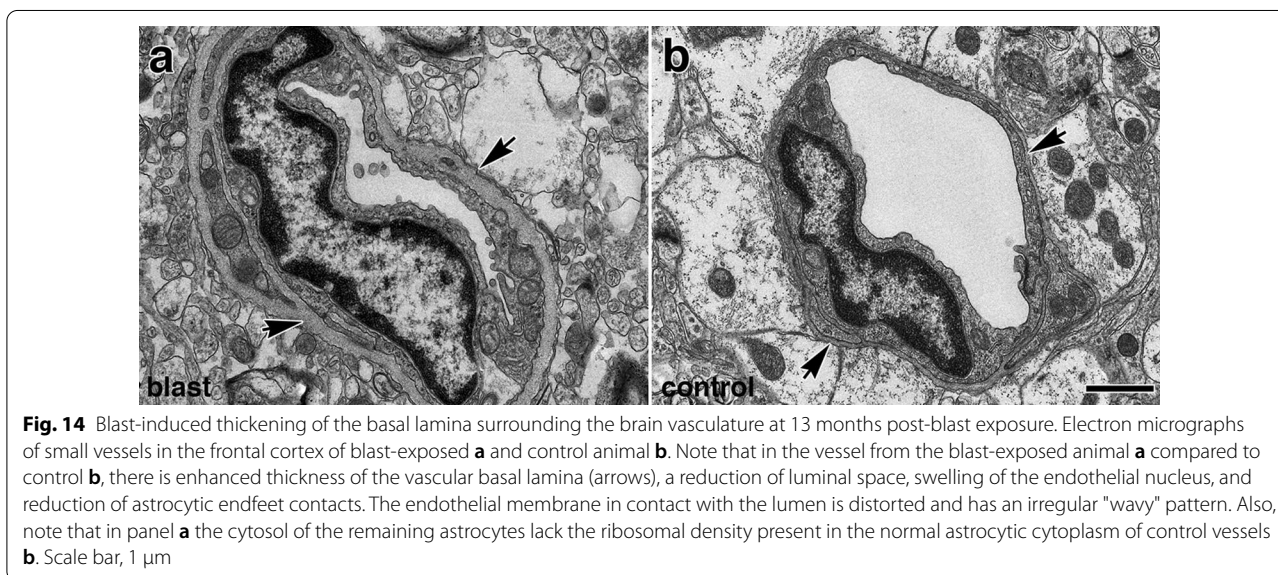 a
b
blast
control
Fig. 14 Blast-induced thickening of the basal lamina surrounding the brain vasculature at 13 months post-blast exposure. Electron micrographs
of small vessels in the frontal cortex of blast-exposed a and control animal b. Note that in the vessel from the blast-exposed animal a compared to
control b, there is enhanced thickness of the vascular basal lamina (arrows), a reduction of luminal space, swelling of the endothelial nucleus, and
reduction of astrocytic endfeet contacts. The endothelial membrane in contact with the lumen is distorted and has an irregular "wavy" pattern. Also,
note that in panel a the cytosol of the remaining astrocytes lack the ribosomal density present in the normal astrocytic cytoplasm of control vessels
b. Scale bar, 1 µm